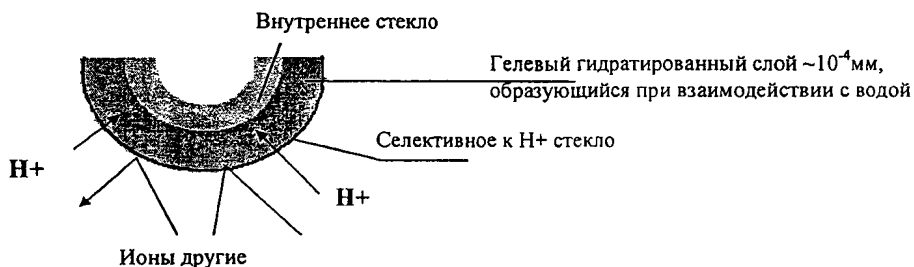 Внутреннее стекло
Гелевый гидратированный слой ~10⁻⁴мм,
образующийся при взаимодействии с водой
Селективное к Н+ стекло
Н+
Н+
Ионы другие